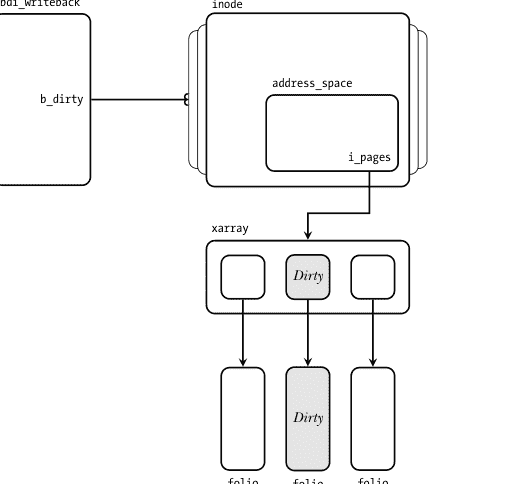 bdi_writeback
inode
address_space
b_dirty
i_pages
xarray
Dirty
Dirty
folio
folio
folio